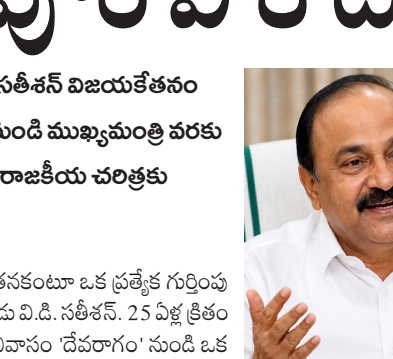 సతీశన్ విజయకేతనం
నుండి ముఖ్యమంత్రి వరకు
రాజకీయ చరిత్రకు
తనకంటూ ఒక ప్రత్యేక గుర్తింపు
వి.డి. సతీశన్. 25 ఏళ్ల క్రితం
'దేవరాగం' నుండి ఒక